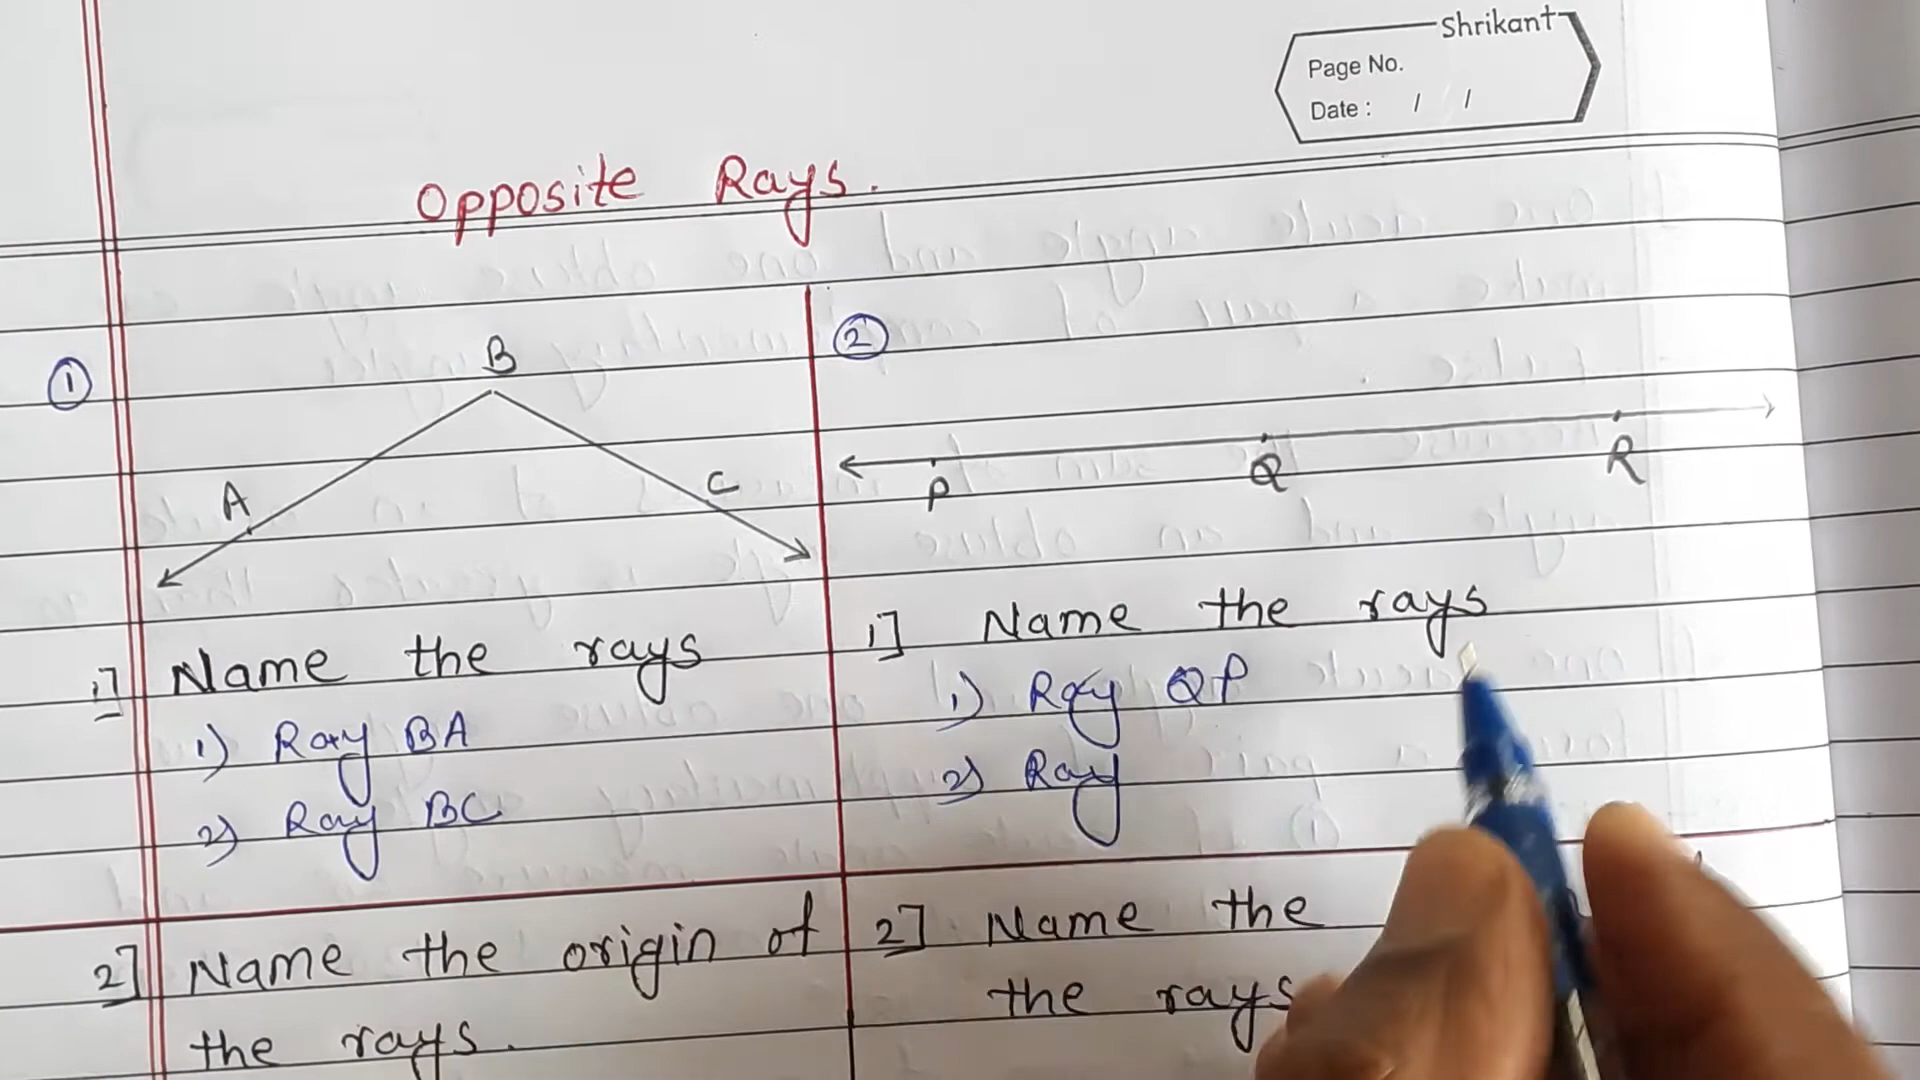 Shrikant
Page No.
Date : / /
Opposite Rays.
①
B
A
C
1] Name the rays
1) Ray BA
2) Ray BC
2] Name the origin of
the rays.
②
P
Q
R
1] Name the rays
1) Ray QP
2) Ray
2] Name the
the rays